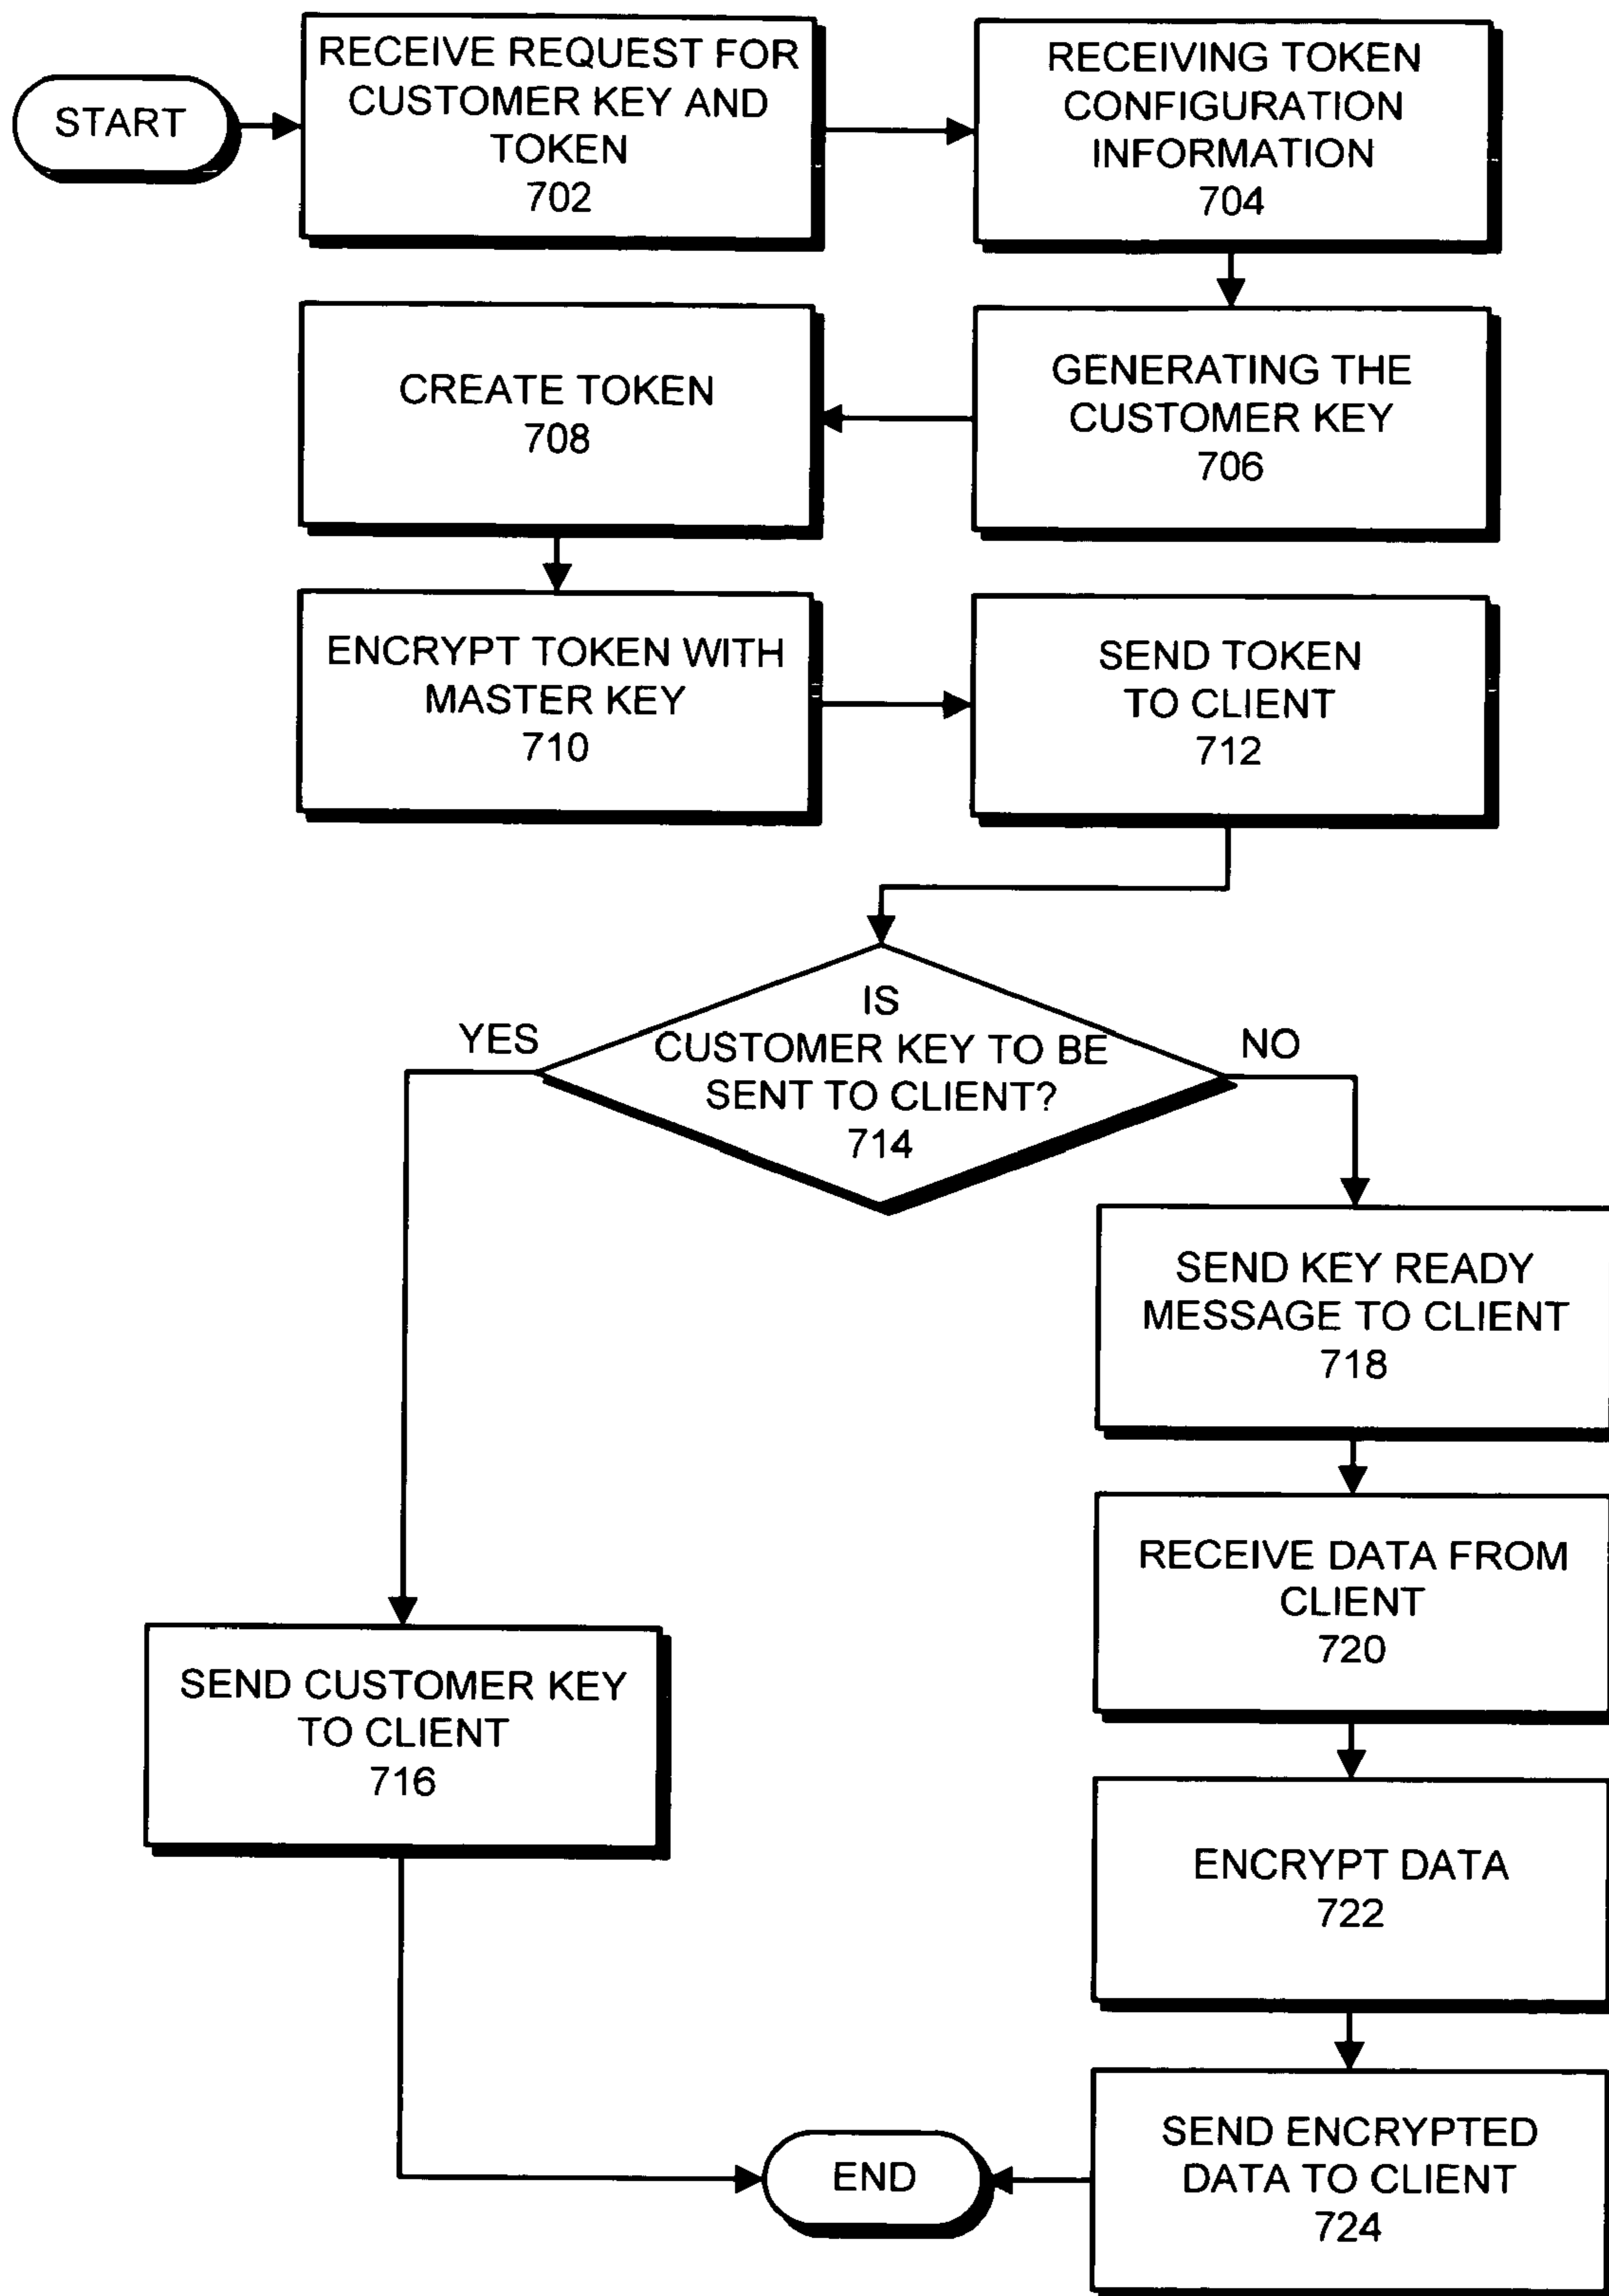 START
RECEIVE REQUEST FOR
CUSTOMER KEY AND
TOKEN
702
RECEIVING TOKEN
CONFIGURATION
INFORMATION
704
GENERATING THE
CUSTOMER KEY
706
CREATE TOKEN
708
ENCRYPT TOKEN WITH
MASTER KEY
710
SEND TOKEN
TO CLIENT
712
IS
CUSTOMER KEY TO BE
SENT TO CLIENT?
714
YES
NO
SEND CUSTOMER KEY
TO CLIENT
716
SEND KEY READY
MESSAGE TO CLIENT
718
RECEIVE DATA FROM
CLIENT
720
ENCRYPT DATA
722
SEND ENCRYPTED
DATA TO CLIENT
724
END